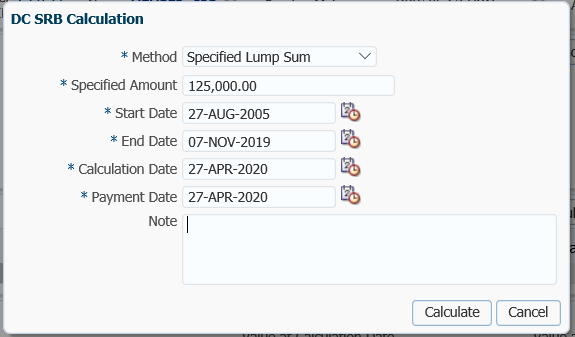 DC SRB Calculation
* Method Specified Lump Sum
* Specified Amount 125,000.00
* Start Date 27-AUG-2005
* End Date 07-NOV-2019
* Calculation Date 27-APR-2020
* Payment Date 27-APR-2020
Note
Calculate Cancel